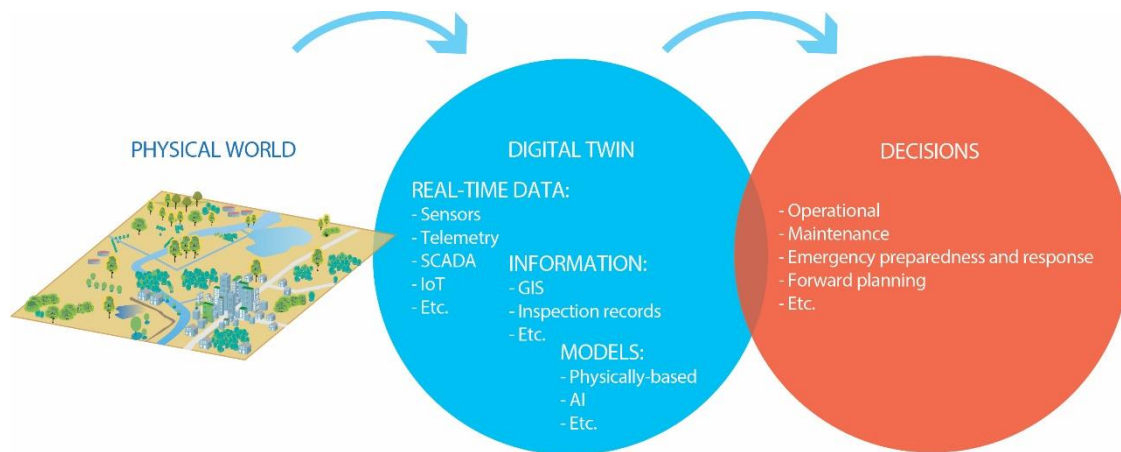 PHYSICAL WORLD
DIGITAL TWIN
REAL-TIME DATA:
- Sensors
- Telemetry
- SCADA
- IoT
- Etc.
INFORMATION:
- GIS
- Inspection records
- Etc.
MODELS:
- Physically-based
- AI
- Etc.
DECISIONS
- Operational
- Maintenance
- Emergency preparedness and response
- Forward planning
- Etc.